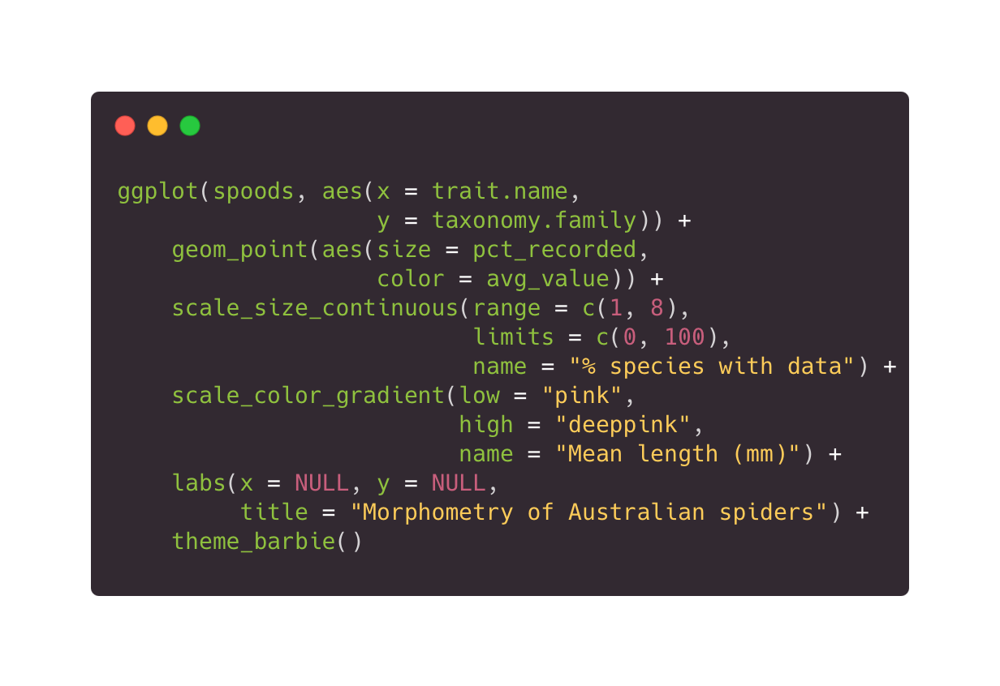 ggplot(spoods, aes(x = trait.name,
                   y = taxonomy.family)) +
    geom_point(aes(size = pct_recorded,
                   color = avg_value)) +
    scale_size_continuous(range = c(1, 8),
                          limits = c(0, 100),
                          name = "% species with data") +
    scale_color_gradient(low = "pink",
                         high = "deeppink",
                         name = "Mean length (mm)") +
    labs(x = NULL, y = NULL,
         title = "Morphometry of Australian spiders") +
    theme_barbie()